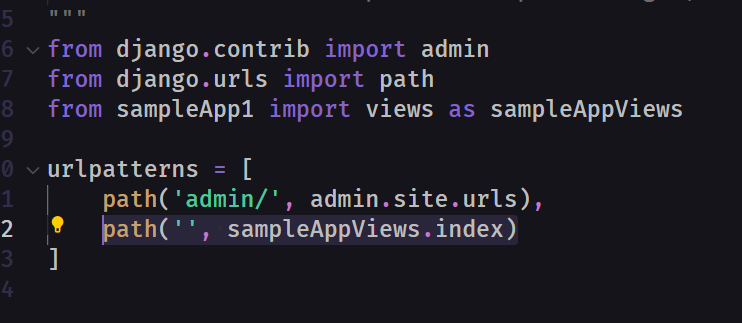 5 """
6 from django.contrib import admin
7 from django.urls import path
8 from sampleApp1 import views as sampleAppViews
9
0 urlpatterns = [
1     path('admin/', admin.site.urls),
2     path('', sampleAppViews.index)
3 ]
4